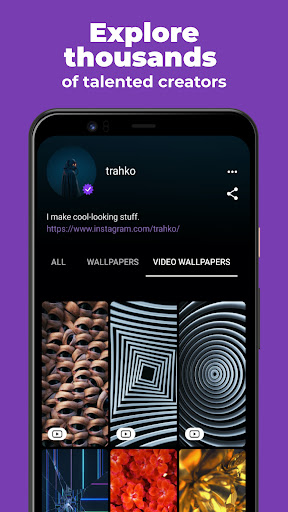 Explore
thousands
of talented creators
trahko
I make cool-looking stuff.
https://www.instagram.com/trahko/
ALL
WALLPAPERS
VIDEO WALLPAPERS